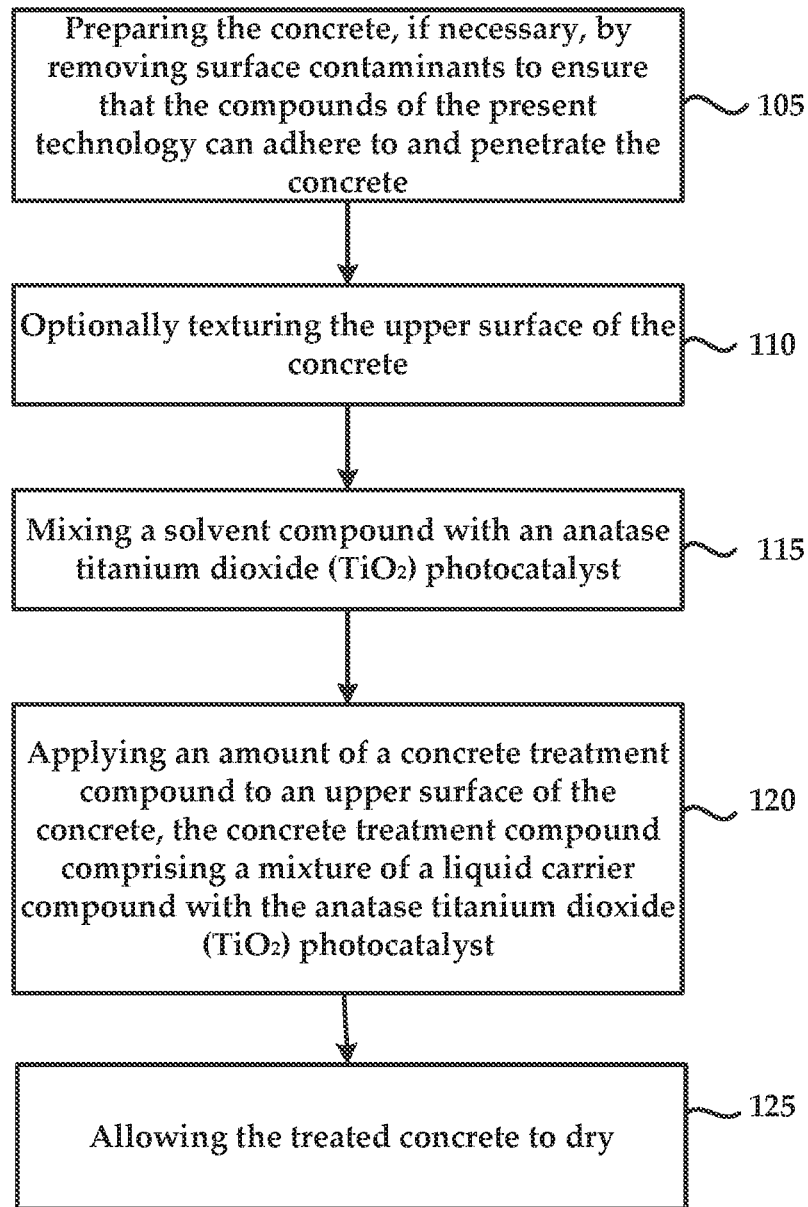 Preparing the concrete, if necessary, by
removing surface contaminants to ensure
that the compounds of the present
technology can adhere to and penetrate the
concrete
105
Optionally texturing the upper surface of the
concrete
110
Mixing a solvent compound with an anatase
titanium dioxide (TiO₂) photocatalyst
115
Applying an amount of a concrete treatment
compound to an upper surface of the
concrete, the concrete treatment compound
comprising a mixture of a liquid carrier
compound with the anatase titanium dioxide
(TiO₂) photocatalyst
120
Allowing the treated concrete to dry
125